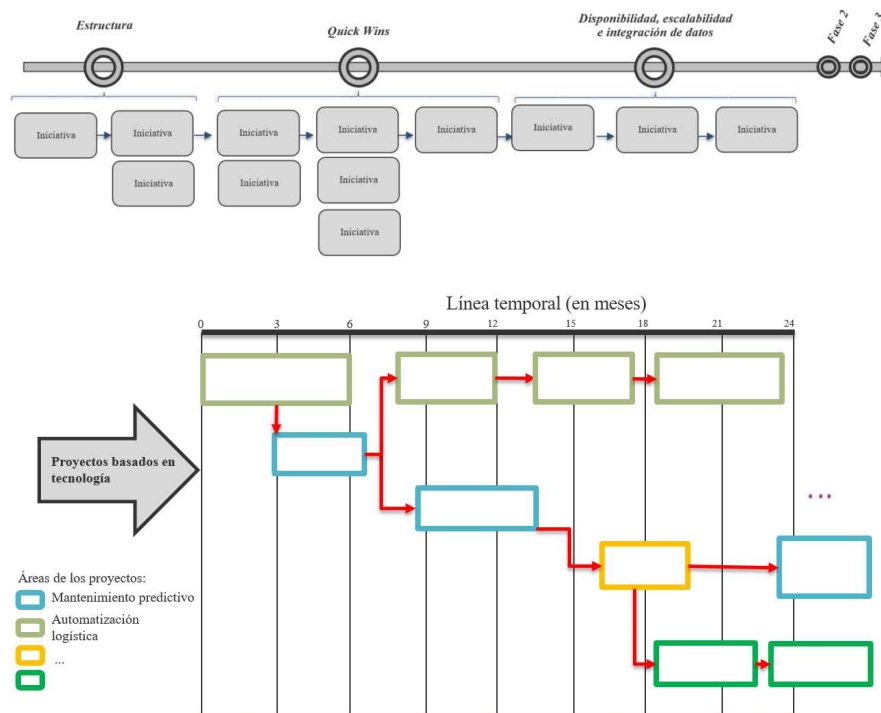 Estructura
Quick Wins
Disponibilidad, escalabilidad
e integración de datos
Fase 2
Fase 3
Iniciativa
Iniciativa
Iniciativa
Iniciativa
Iniciativa
Iniciativa
Iniciativa
Iniciativa
Iniciativa
Iniciativa
Iniciativa
Iniciativa
Línea temporal (en meses)
0 3 6 9 12 15 18 21 24
Proyectos basados en
tecnología
...
Áreas de los proyectos:
Mantenimiento predictivo
Automatización
logística
...